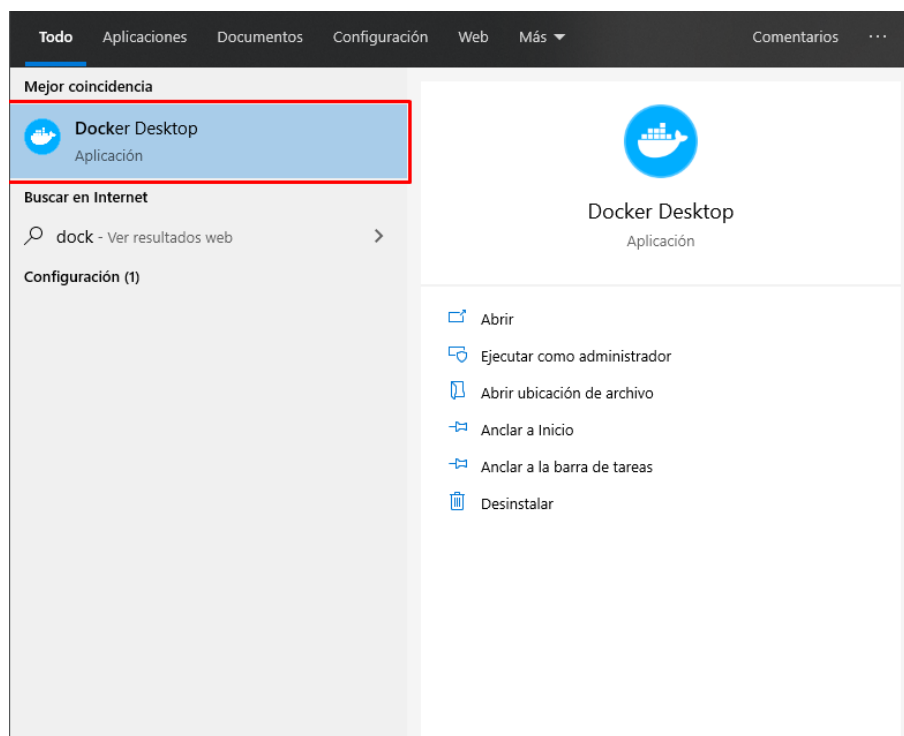 Todo Aplicaciones Documentos Configuración Web Más Comentarios ...
Mejor coincidencia
Docker Desktop
Aplicación
Buscar en Internet
dock - Ver resultados web
Configuración (1)
Docker Desktop
Aplicación
Abrir
Ejecutar como administrador
Abrir ubicación de archivo
Anclar a Inicio
Anclar a la barra de tareas
Desinstalar